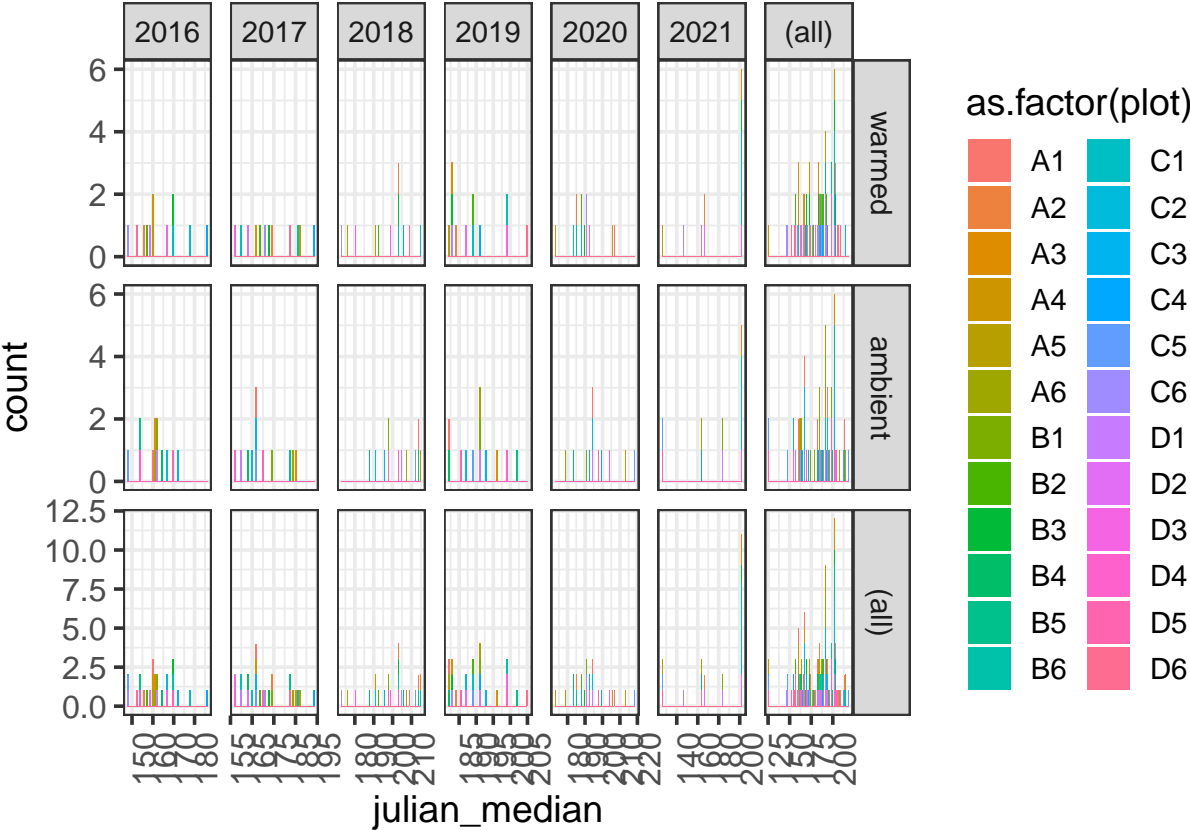 2016 2017 2018 2019 2020 2021 (all)
as.factor(plot)
A1 C1
A2 C2
A3 C3
A4 C4
A5 C5
A6 C6
B1 D1
B2 D2
B3 D3
B4 D4
B5 D5
B6 D6
count
6
4
2
0
warmed
6
4
2
0
ambient
12.5
10.0
7.5
5.0
2.5
0.0
(all)
150 160 170 180 155 165 175 185 195 180 190 200 210 185 190 195 200 205 180 190 200 210 220 140 160 180 200 125 150 175 200
julian_median